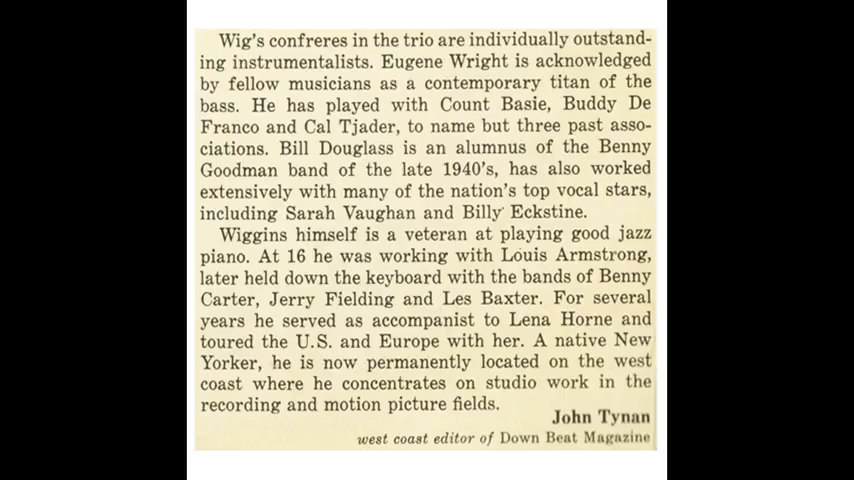 Wig's confreres in the trio are individually outstand-
ing instrumentalists. Eugene Wright is acknowledged
by fellow musicians as a contemporary titan of the
bass. He has played with Count Basie, Buddy De
Franco and Cal Tjader, to name but three past asso-
ciations. Bill Douglass is an alumnus of the Benny
Goodman band of the late 1940's, has also worked
extensively with many of the nation's top vocal stars,
including Sarah Vaughan and Billy Eckstine.
Wiggins himself is a veteran at playing good jazz
piano. At 16 he was working with Louis Armstrong,
later held down the keyboard with the bands of Benny
Carter, Jerry Fielding and Les Baxter. For several
years he served as accompanist to Lena Horne and
toured the U.S. and Europe with her. A native New
Yorker, he is now permanently located on the west
coast where he concentrates on studio work in the
recording and motion picture fields.
John Tynan
west coast editor of Down Beat Magazine